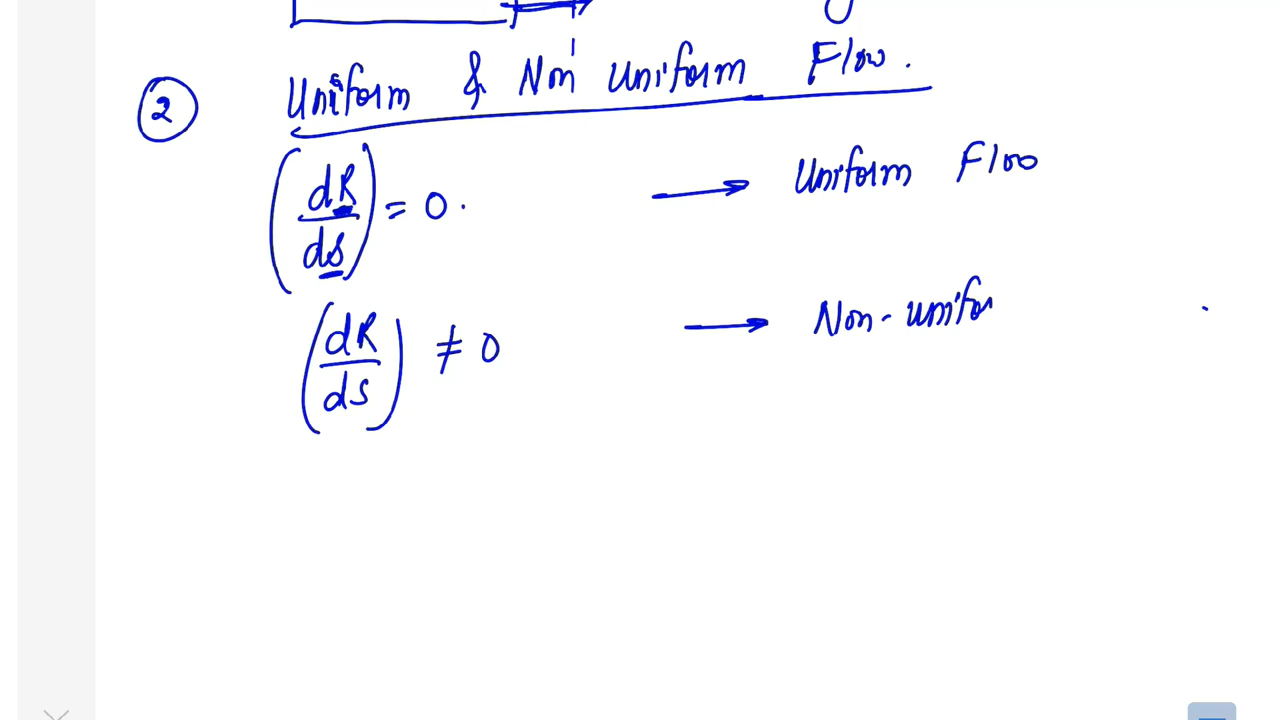 ② Uniform & Non Uniform Flow.
(dR/ds) = 0. → Uniform Flow
(dR/ds) ≠ 0 → Non-unifor